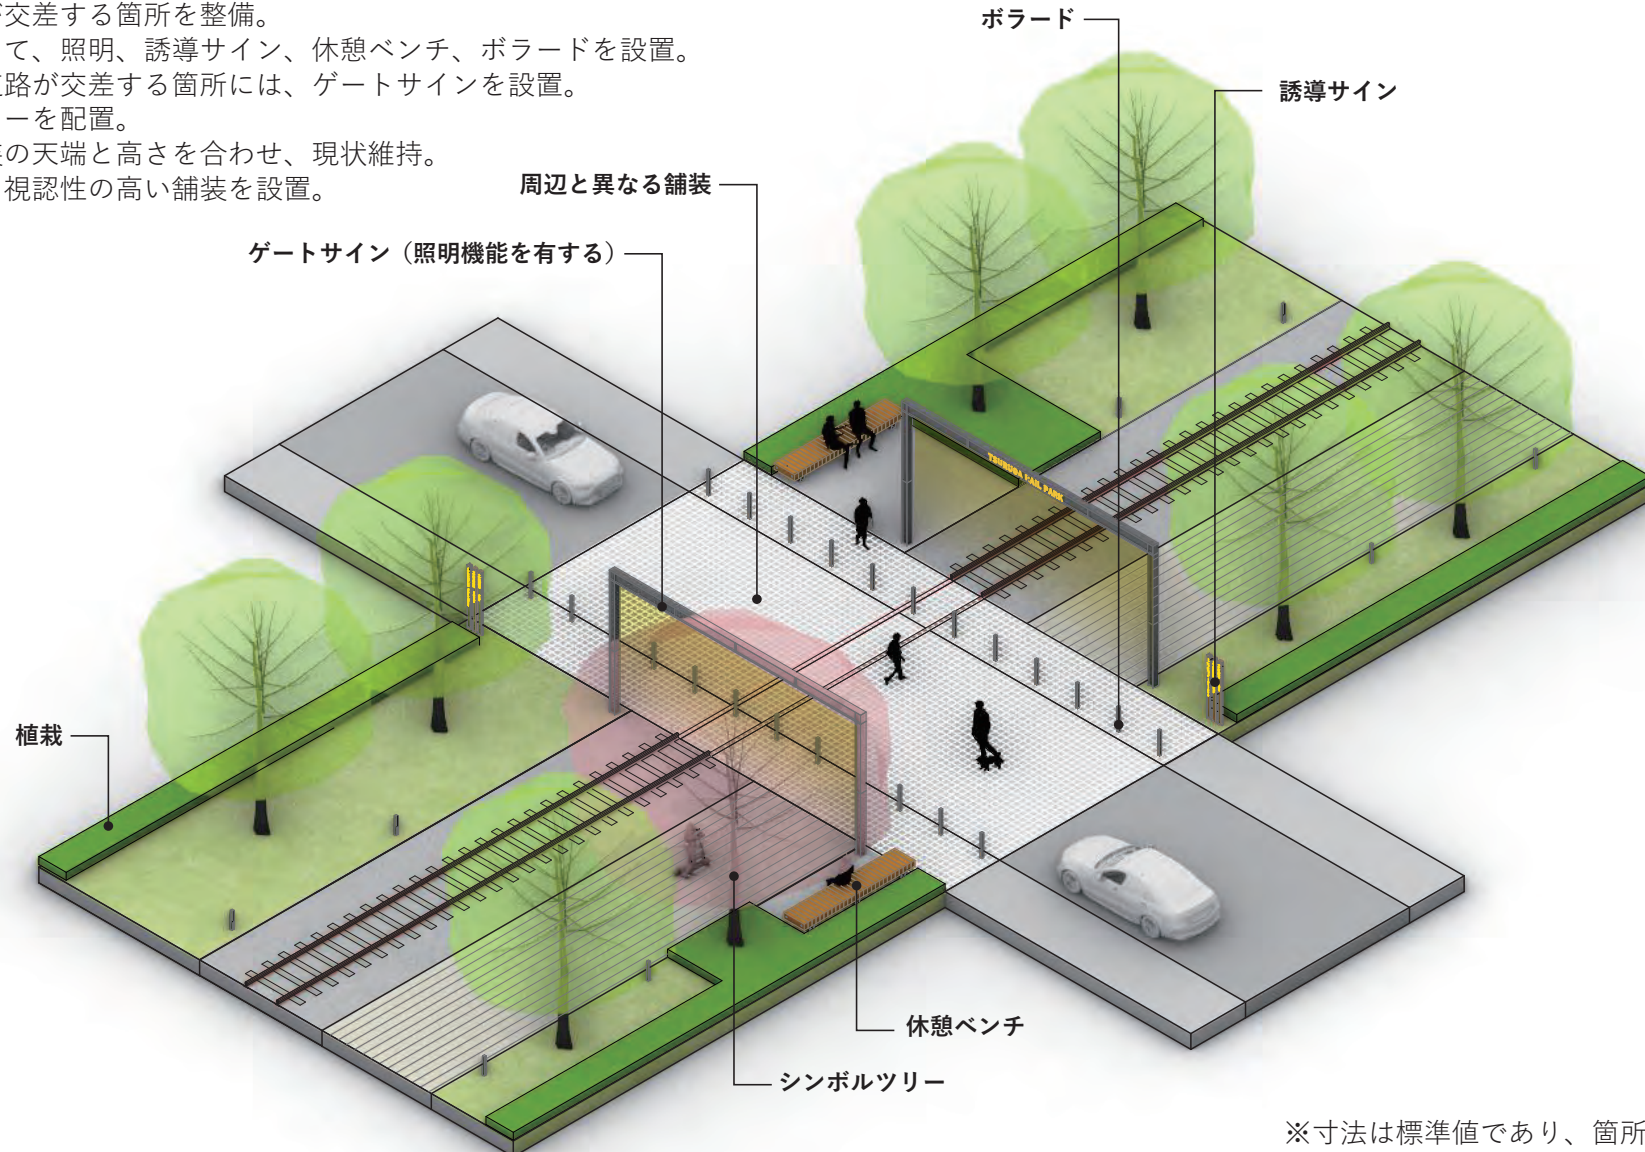 が交差する箇所を整備。
て、照明、誘導サイン、休憩ベンチ、ボラードを設置。
路が交差する箇所には、ゲートサインを設置。
ーを配置。
の天端と高さを合わせ、現状維持。
視認性の高い舗装を設置。
ボラード
誘導サイン
周辺と異なる舗装
ゲートサイン（照明機能を有する）
TSURUGA RAIL PARK
植栽
休憩ベンチ
シンボルツリー
※寸法は標準値であり、箇所